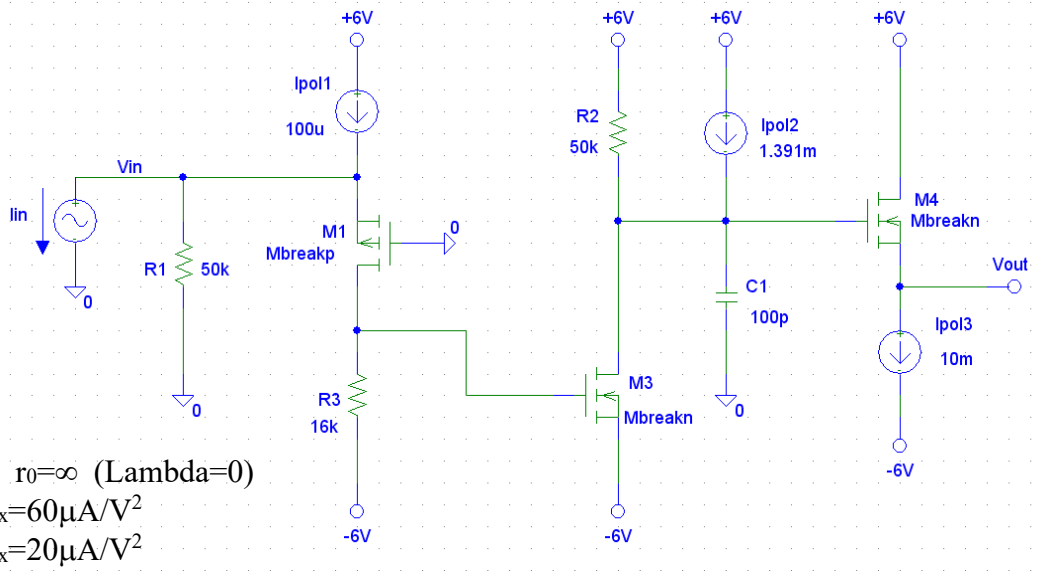 +6V
+6V
+6V
+6V
Ipol1
100u
R2
50k
Ipol2
1.391m
Vin
Iin
M1
Mbreakp
0
M4
Mbreakn
R1
50k
0
Vout
C1
100p
Ipol3
10m
R3
16k
M3
Mbreakn
0
0
-6V
-6V
-6V
r0=∞ (Lambda=0)
x=60µA/V²
x=20µA/V²